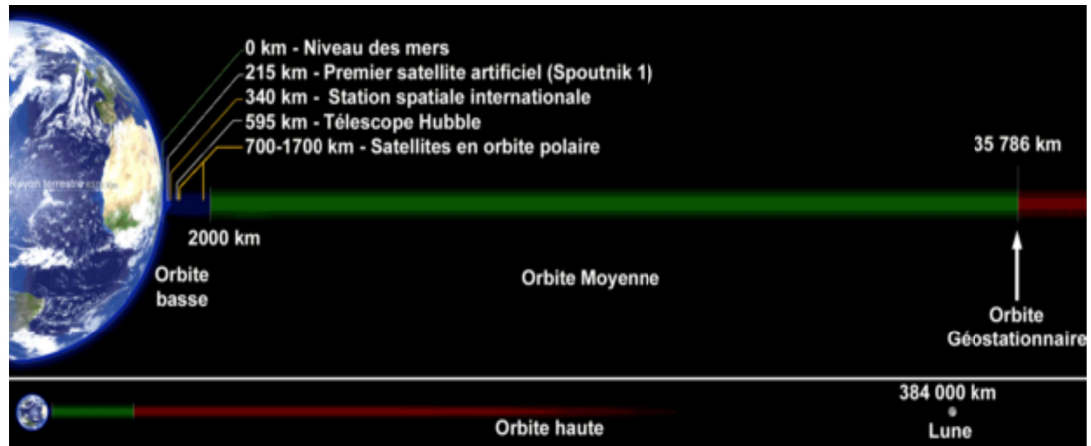 0 km - Niveau des mers
215 km - Premier satellite artificiel (Spoutnik 1)
340 km - Station spatiale internationale
595 km - Télescope Hubble
700-1700 km - Satellites en orbite polaire
35 786 km
Rayon terrestre
2000 km
Orbite
basse
Orbite Moyenne
Orbite
Géostationnaire
384 000 km
Orbite haute
Lune